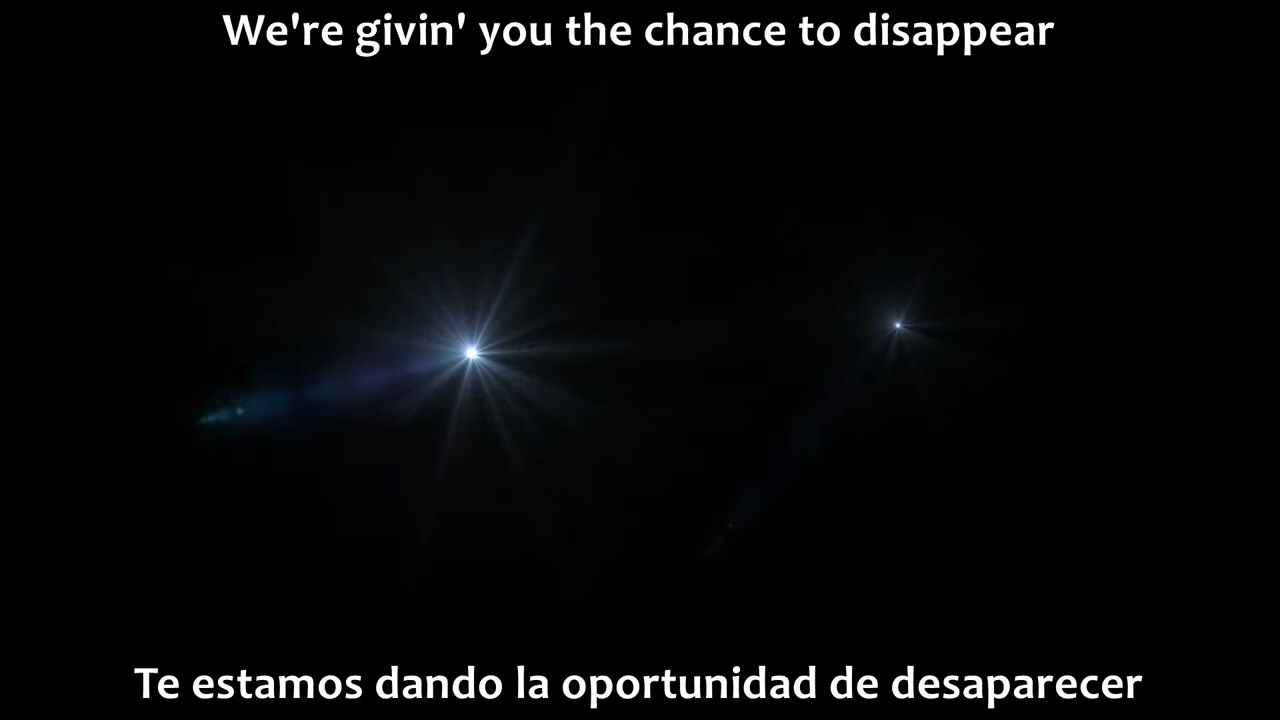 We're givin' you the chance to disappear
Te estamos dando la oportunidad de desaparecer